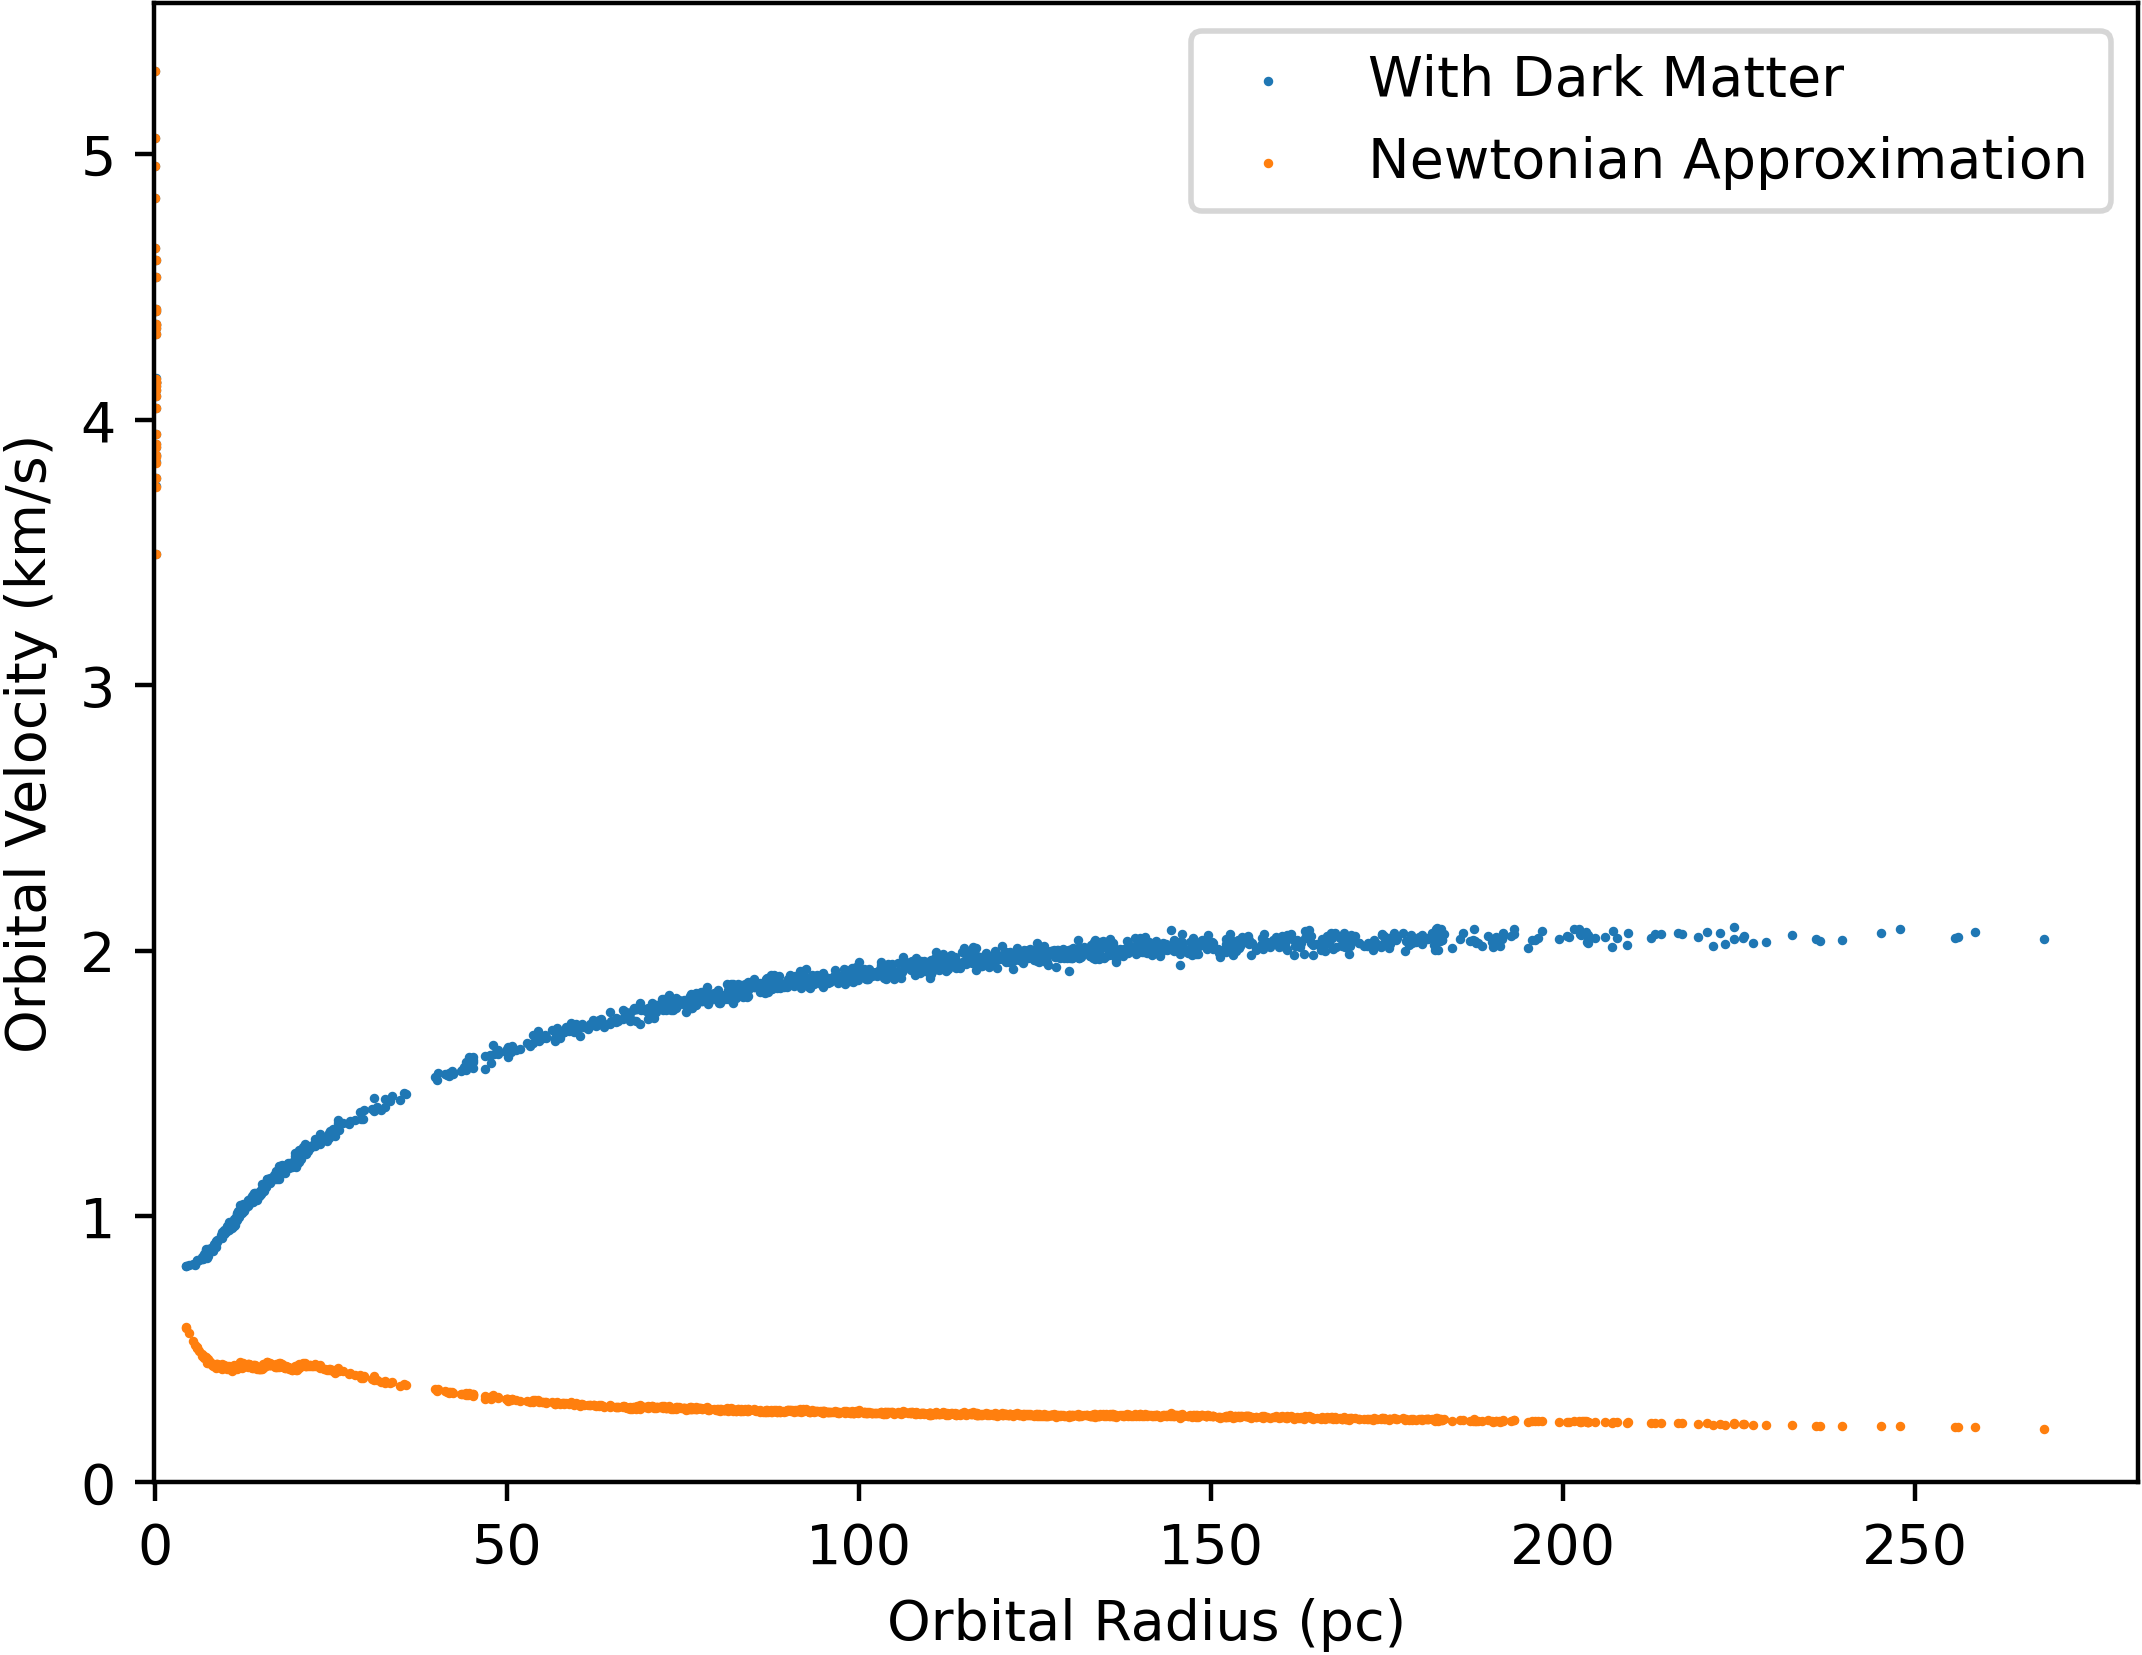 With Dark Matter
Newtonian Approximation
Orbital Velocity (km/s)
5
4
3
2
1
0
0 50 100 150 200 250
Orbital Radius (pc)